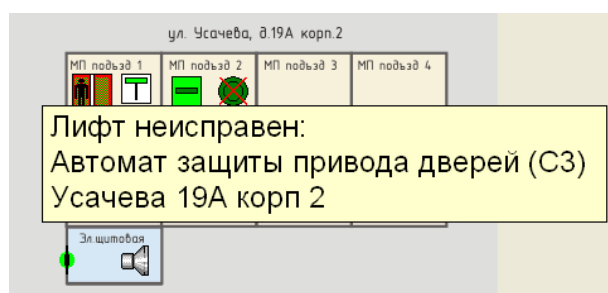 ул. Усачева, д.19А корп.2
МП подъзд 1 МП подъзд 2 МП подъзд 3 МП подъзд 4
Лифт неисправен:
Автомат защиты привода дверей (С3)
Усачева 19А корп 2
Эл.щитовая